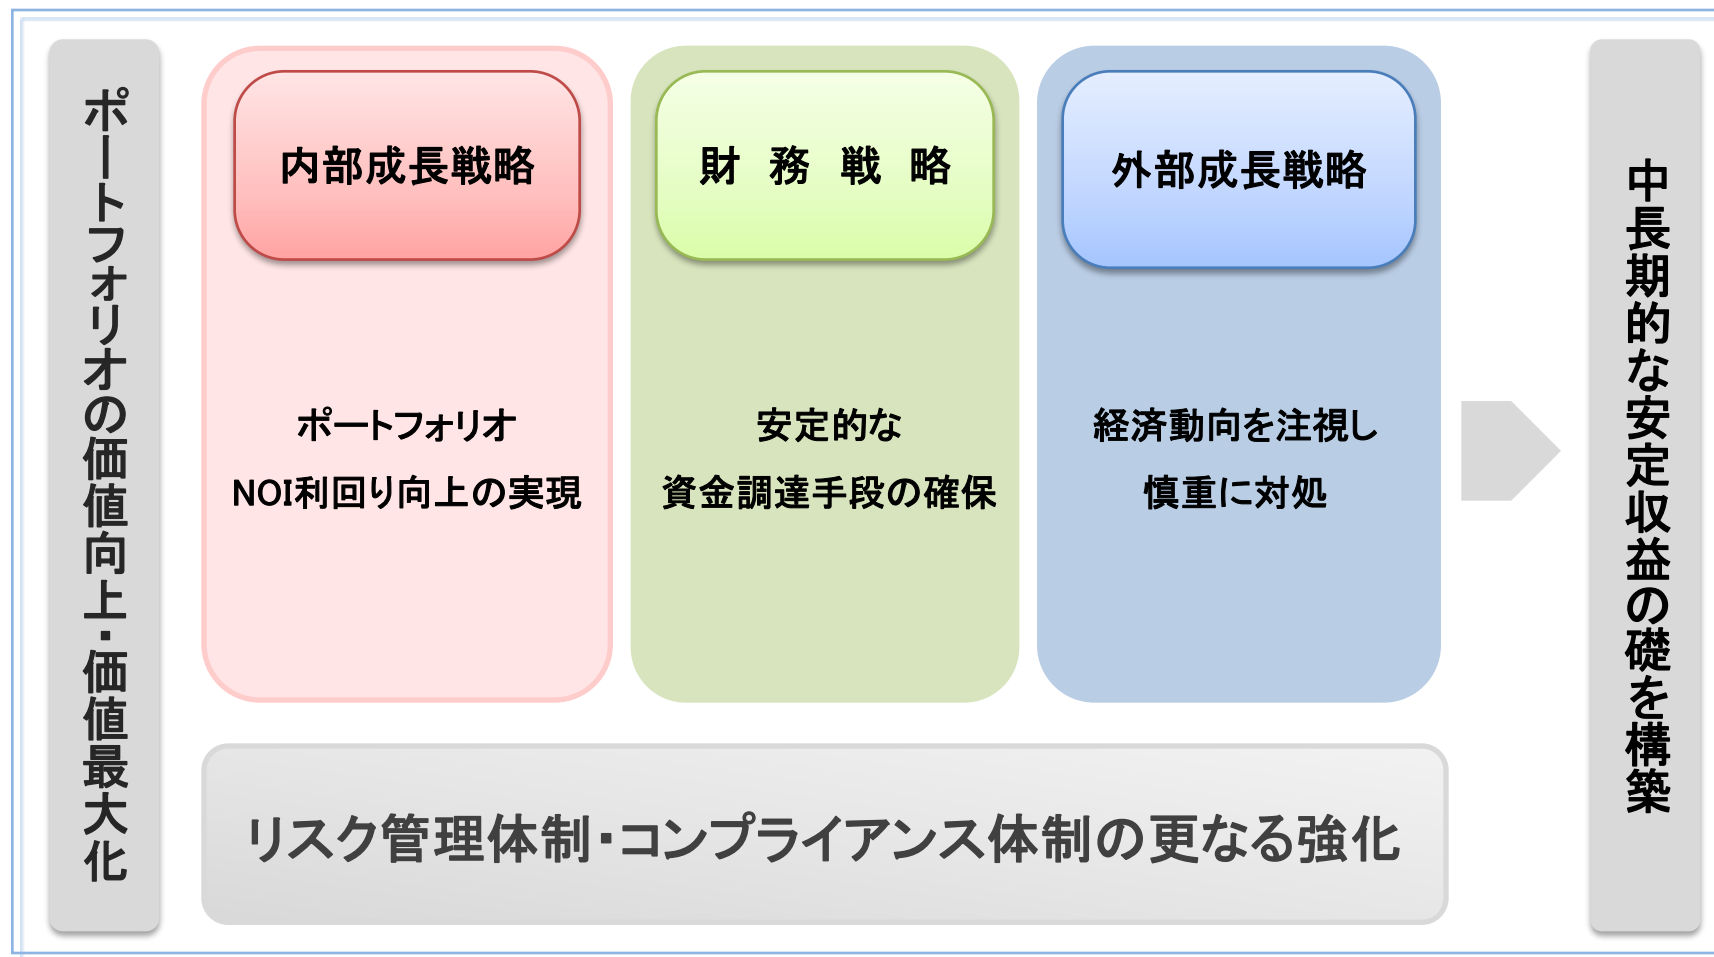 ポートフォリオの価値向上・価値最大化
内部成長戦略
ポートフォリオ
NOI利回り向上の実現
財　務　戦　略
安定的な
資金調達手段の確保
外部成長戦略
経済動向を注視し
慎重に対処
リスク管理体制・コンプライアンス体制の更なる強化
中長期的な安定収益の礎を構築